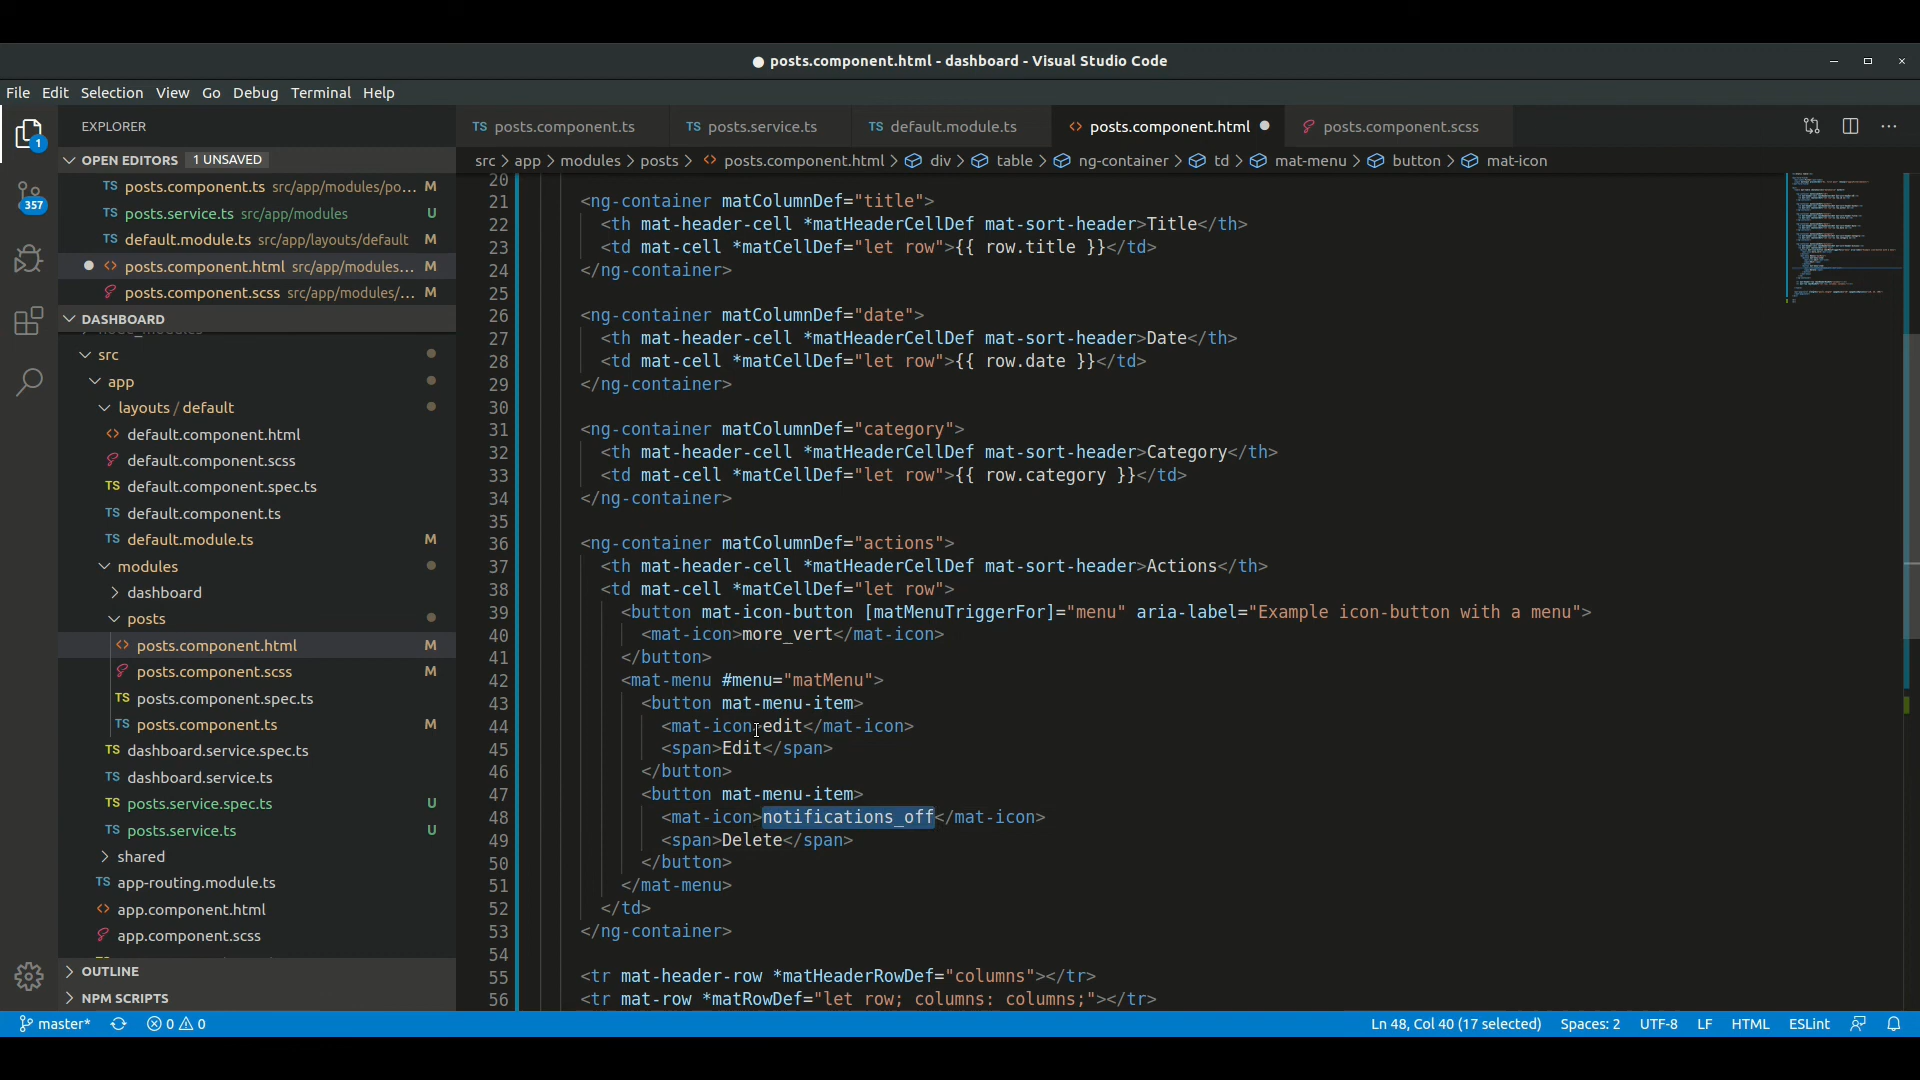 ● posts.component.html - dashboard - Visual Studio Code
File Edit Selection View Go Debug Terminal Help
EXPLORER
TS posts.component.ts TS posts.service.ts TS default.module.ts <> posts.component.html ● posts.component.scss
OPEN EDITORS 1 UNSAVED
src > app > modules > posts > <> posts.component.html > div > table > ng-container > td > mat-menu > button > mat-icon
1
357
TS posts.component.ts src/app/modules/po... M
TS posts.service.ts src/app/modules U
TS default.module.ts src/app/layouts/default M
● <> posts.component.html src/app/modules... M
posts.component.scss src/app/modules/... M
DASHBOARD
src
app
layouts / default
<> default.component.html
default.component.scss
TS default.component.spec.ts
TS default.component.ts
TS default.module.ts M
modules
dashboard
posts
<> posts.component.html M
posts.component.scss M
TS posts.component.spec.ts
TS posts.component.ts M
TS dashboard.service.spec.ts
TS dashboard.service.ts
TS posts.service.spec.ts U
TS posts.service.ts U
shared
TS app-routing.module.ts
<> app.component.html
app.component.scss
OUTLINE
NPM SCRIPTS
20
21 <ng-container matColumnDef="title">
22 <th mat-header-cell *matHeaderCellDef mat-sort-header>Title</th>
23 <td mat-cell *matCellDef="let row">{{ row.title }}</td>
24 </ng-container>
25
26 <ng-container matColumnDef="date">
27 <th mat-header-cell *matHeaderCellDef mat-sort-header>Date</th>
28 <td mat-cell *matCellDef="let row">{{ row.date }}</td>
29 </ng-container>
30
31 <ng-container matColumnDef="category">
32 <th mat-header-cell *matHeaderCellDef mat-sort-header>Category</th>
33 <td mat-cell *matCellDef="let row">{{ row.category }}</td>
34 </ng-container>
35
36 <ng-container matColumnDef="actions">
37 <th mat-header-cell *matHeaderCellDef mat-sort-header>Actions</th>
38 <td mat-cell *matCellDef="let row">
39 <button mat-icon-button [matMenuTriggerFor]="menu" aria-label="Example icon-button with a menu">
40 <mat-icon>more_vert</mat-icon>
41 </button>
42 <mat-menu #menu="matMenu">
43 <button mat-menu-item>
44 <mat-icon>edit</mat-icon>
45 <span>Edit</span>
46 </button>
47 <button mat-menu-item>
48 <mat-icon>notifications_off</mat-icon>
49 <span>Delete</span>
50 </button>
51 </mat-menu>
52 </td>
53 </ng-container>
54
55 <tr mat-header-row *matHeaderRowDef="columns"></tr>
56 <tr mat-row *matRowDef="let row; columns: columns;"></tr>
master* 0 0 Ln 48, Col 40 (17 selected) Spaces: 2 UTF-8 LF HTML ESLint